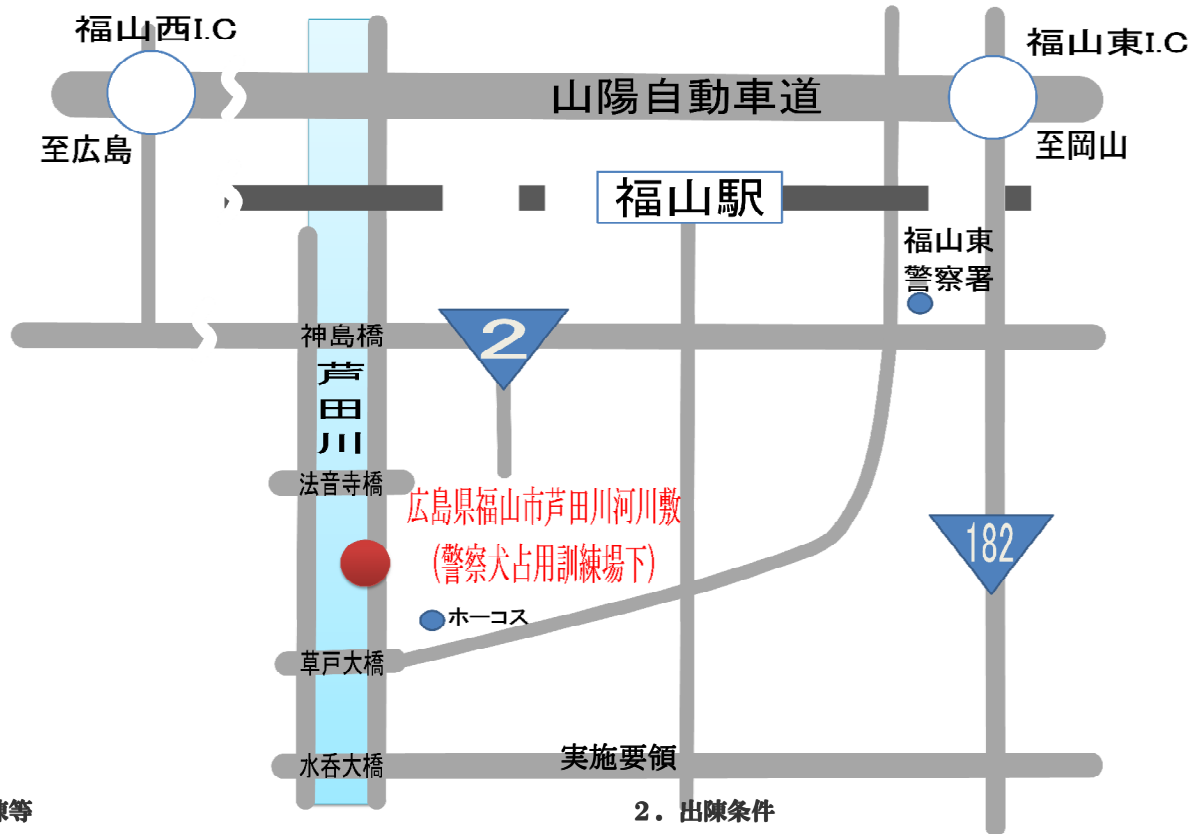 福山西I.C
福山東I.C
山陽自動車道
至広島
至岡山
福山駅
福山東
警察署
神島橋
2
芦田川
法音寺橋
広島県福山市芦田川河川敷
(警察犬占用訓練場下)
182
ホーコス
草戸大橋
実施要領
水呑大橋
陳等
2．出陳条件